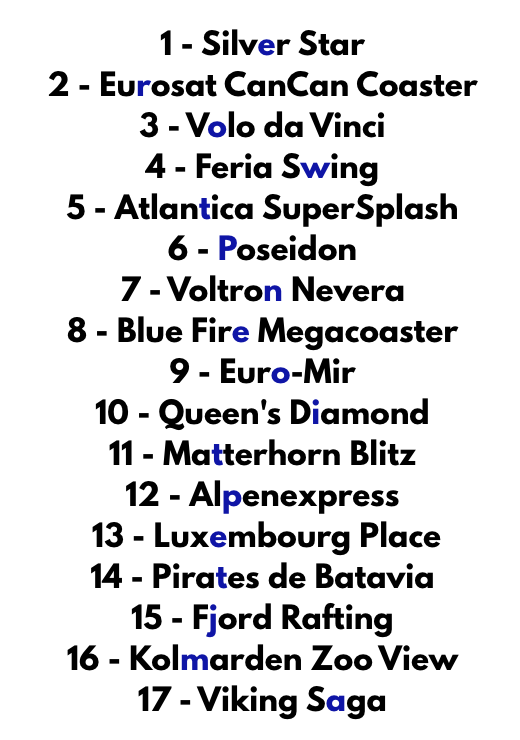 1 - Silver Star
2 - Eurosat CanCan Coaster
3 - Volo da Vinci
4 - Feria Swing
5 - Atlantica SuperSplash
6 - Poseidon
7 - Voltron Nevera
8 - Blue Fire Megacoaster
9 - Euro-Mir
10 - Queen's Diamond
11 - Matterhorn Blitz
12 - Alpenexpress
13 - Luxembourg Place
14 - Pirates de Batavia
15 - Fjord Rafting
16 - Kolmarden Zoo View
17 - Viking Saga